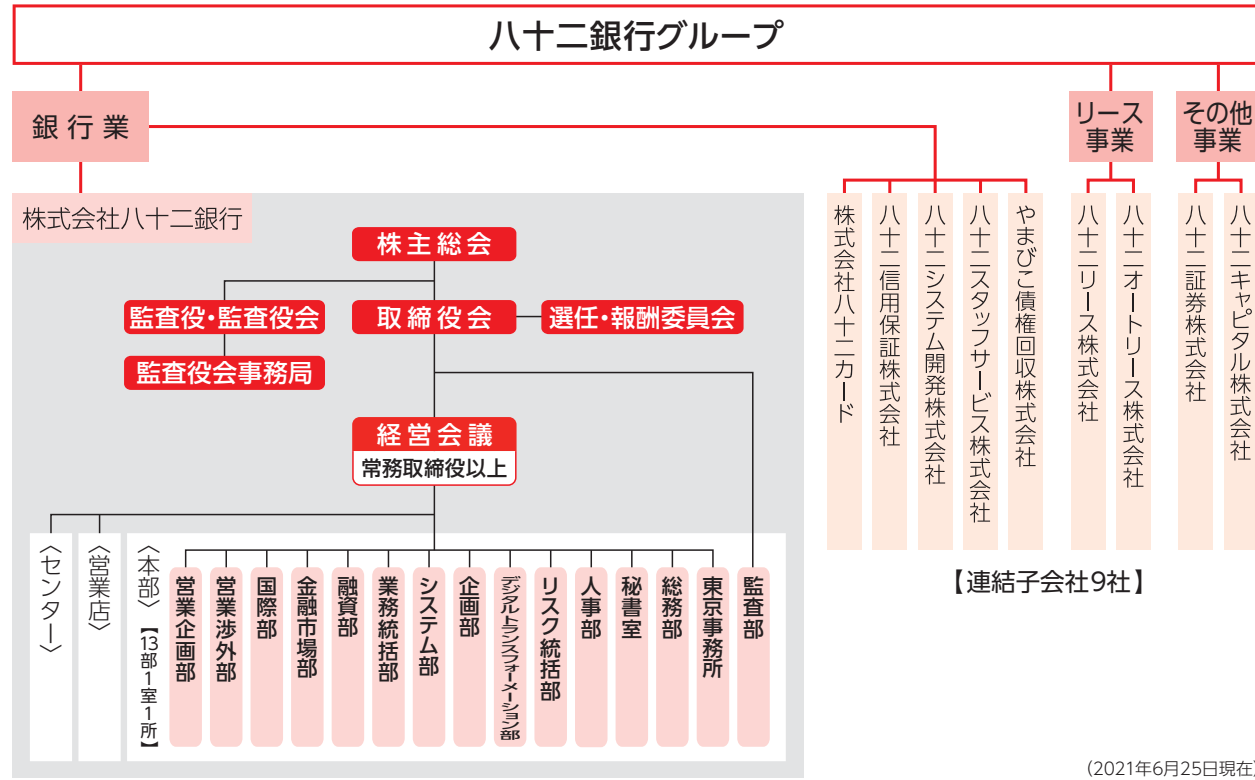 八十二銀行グループ
銀行業
リース
事業
その他
事業
株式会社八十二銀行
株主総会
監査役・監査役会
取締役会
選任・報酬委員会
監査役会事務局
経営会議
常務取締役以上
〈センター〉
〈営業店〉
〈本部〉【13部1室1所】
営業企画部
営業渉外部
国際部
金融市場部
融資部
業務統括部
システム部
企画部
デジタルトランスフォーメーション部
リスク統括部
人事部
秘書室
総務部
東京事務所
監査部
株式会社八十二カード
八十二信用保証株式会社
八十二システム開発株式会社
八十二スタッフサービス株式会社
やまびこ債権回収株式会社
八十二リース株式会社
八十二オートリース株式会社
八十二証券株式会社
八十二キャピタル株式会社
【連結子会社9社】
(2021年6月25日現在)